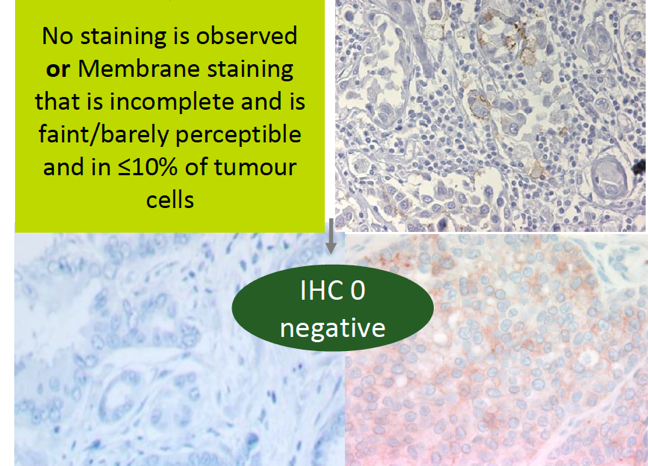 No staining is observed
or Membrane staining
that is incomplete and is
faint/barely perceptible
and in ≤10% of tumour
cells
IHC 0
negative